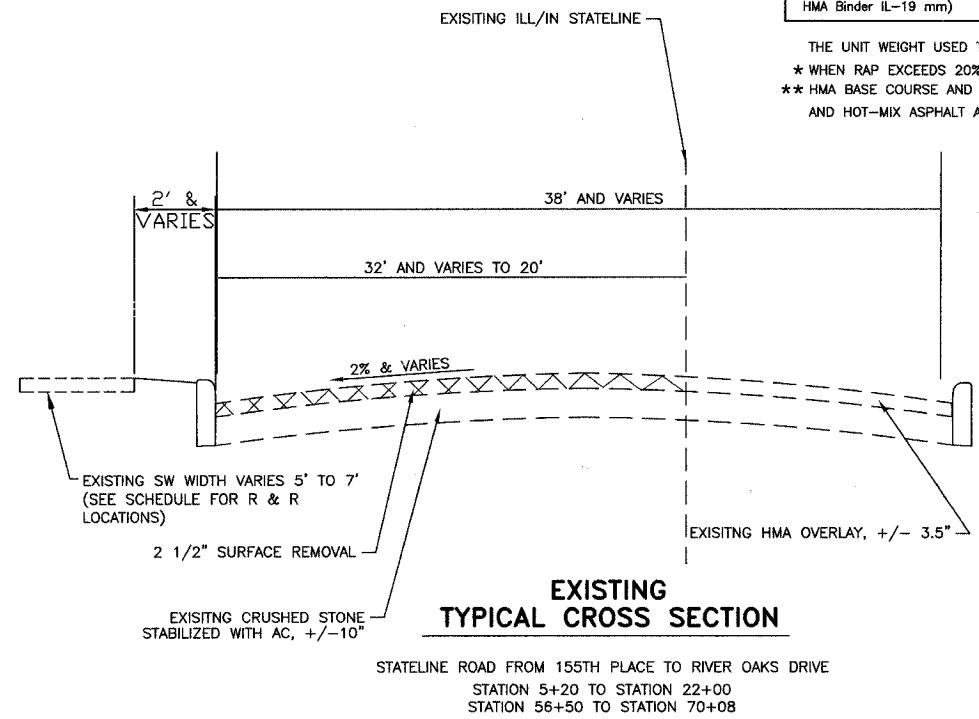 HMA Binder IL-19 mm)
EXISITING ILL/IN STATELINE
THE UNIT WEIGHT USED
* WHEN RAP EXCEEDS 20%
** HMA BASE COURSE AND
AND HOT-MIX ASPHALT
2' &
VARIES
38' AND VARIES
32' AND VARIES TO 20'
2% & VARIES
EXISTING SW WIDTH VARIES 5' TO 7'
(SEE SCHEDULE FOR R & R
LOCATIONS)
2 1/2" SURFACE REMOVAL
EXISITNG HMA OVERLAY, +/- 3.5"
EXISITNG CRUSHED STONE
STABILIZED WITH AC, +/-10"
EXISTING
TYPICAL CROSS SECTION
STATELINE ROAD FROM 155TH PLACE TO RIVER OAKS DRIVE
STATION 5+20 TO STATION 22+00
STATION 56+50 TO STATION 70+08